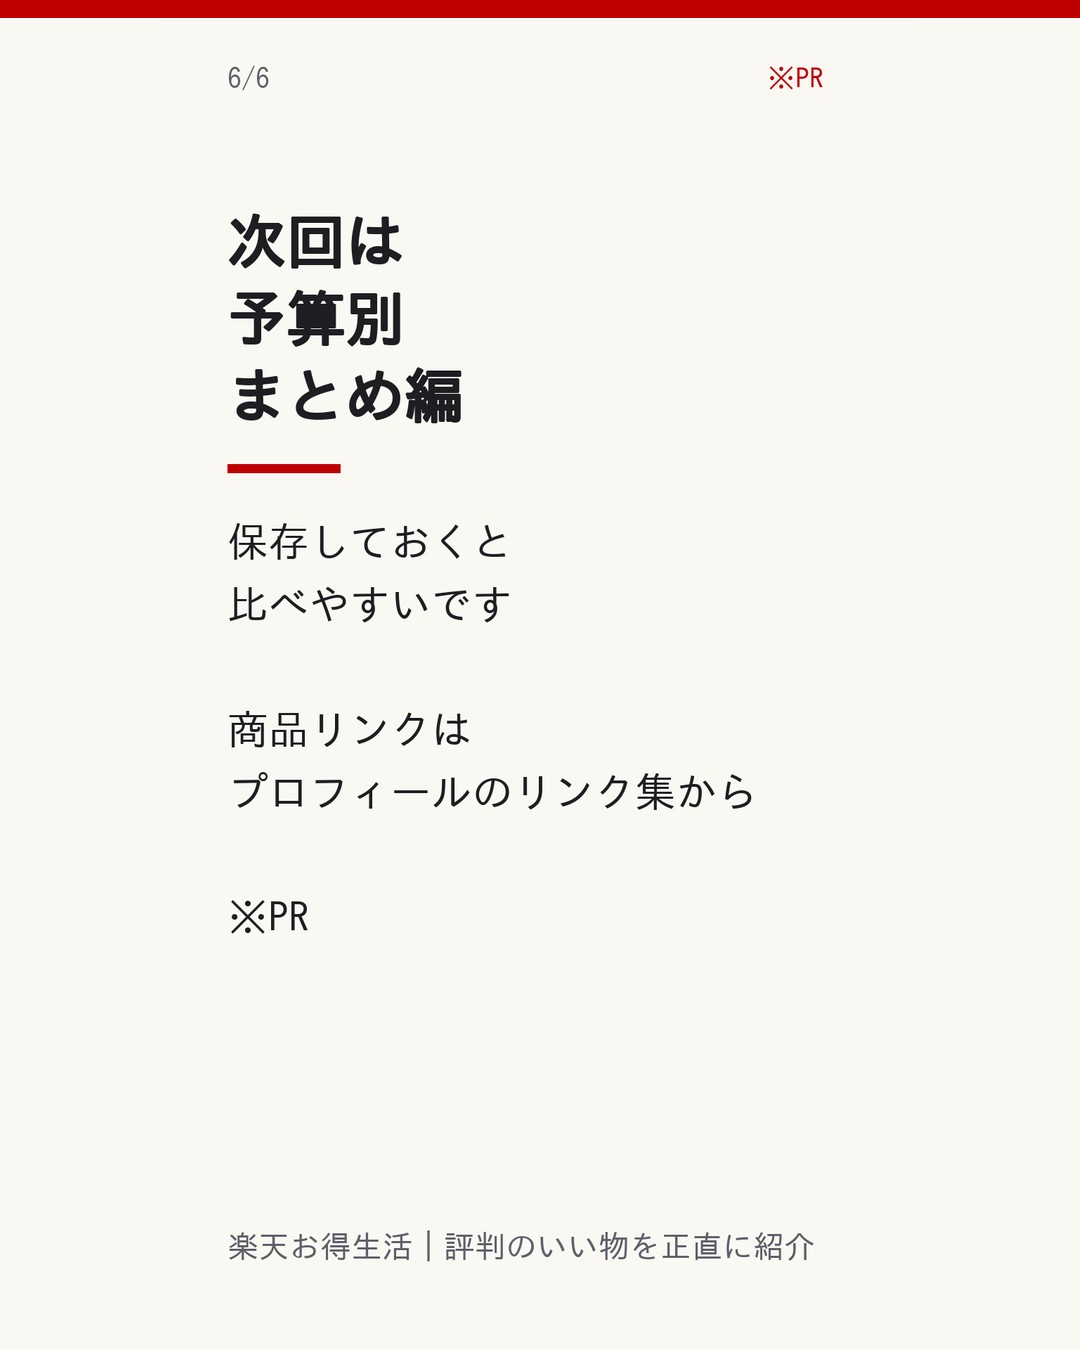 6/6
※PR
次回は
予算別
まとめ編
保存しておくと
比べやすいです
商品リンクは
プロフィールのリンク集から
※PR
楽天お得生活｜評判のいい物を正直に紹介